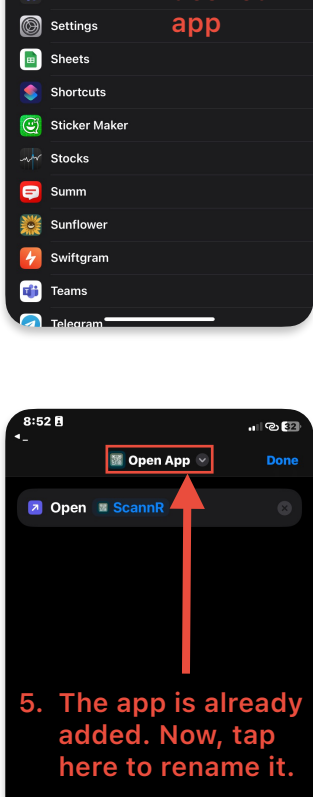 Settings
app
Sheets
Shortcuts
Sticker Maker
Stocks
Summ
Sunflower
Swiftgram
Teams
Telegram
8:52
32
Open App
Done
Open ScannR
5. The app is already
added. Now, tap
here to rename it.